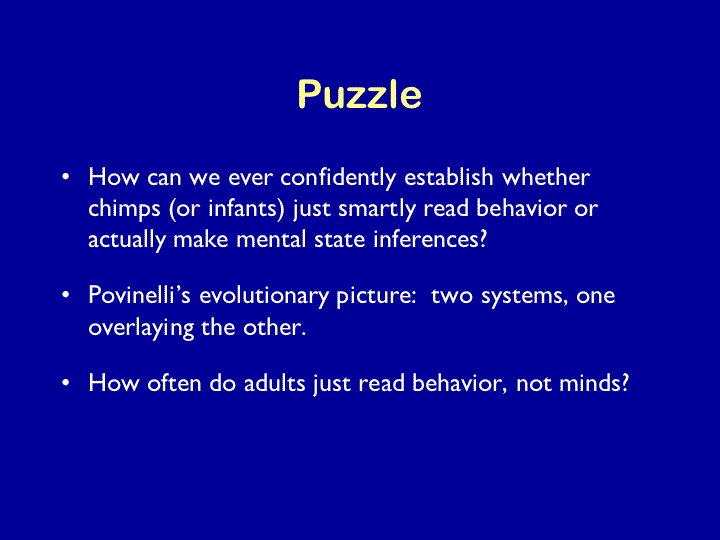 Puzzle
• How can we ever confidently establish whether
chimps (or infants) just smartly read behavior or
actually make mental state inferences?
• Povinelli's evolutionary picture:  two systems, one
overlaying the other.
• How often do adults just read behavior, not minds?